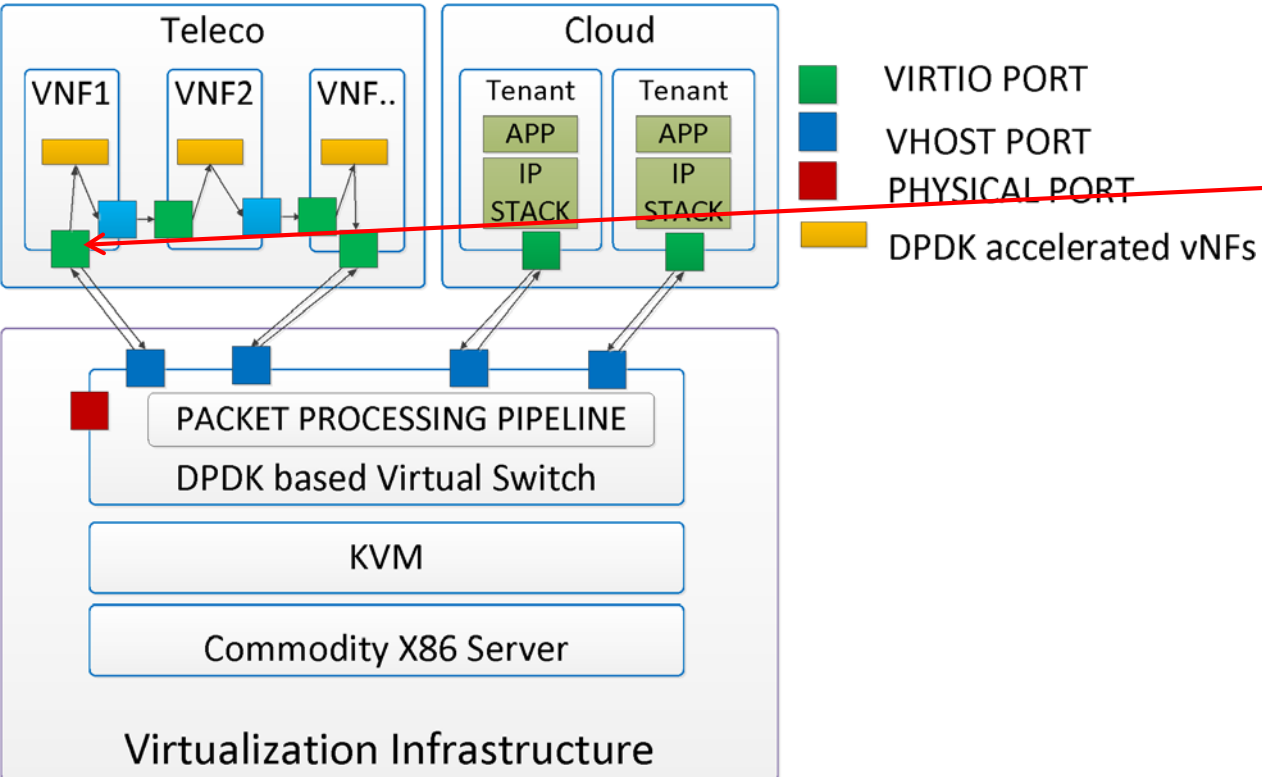 Teleco
VNF1
VNF2
VNF..
Cloud
Tenant
APP
IP
STACK
Tenant
APP
IP
STACK
VIRTIO PORT
VHOST PORT
PHYSICAL PORT
DPDK accelerated vNFs
PACKET PROCESSING PIPELINE
DPDK based Virtual Switch
KVM
Commodity X86 Server
Virtualization Infrastructure